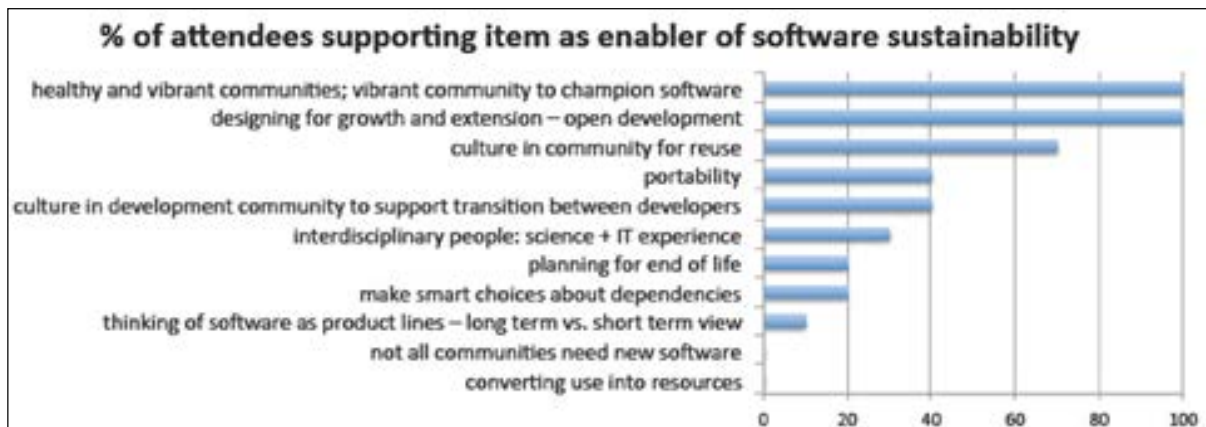 % of attendees supporting item as enabler of software sustainability
healthy and vibrant communities; vibrant community to champion software
designing for growth and extension – open development
culture in community for reuse
portability
culture in development community to support transition between developers
interdisciplinary people: science + IT experience
planning for end of life
make smart choices about dependencies
thinking of software as product lines – long term vs. short term view
not all communities need new software
converting use into resources
0 20 40 60 80 100